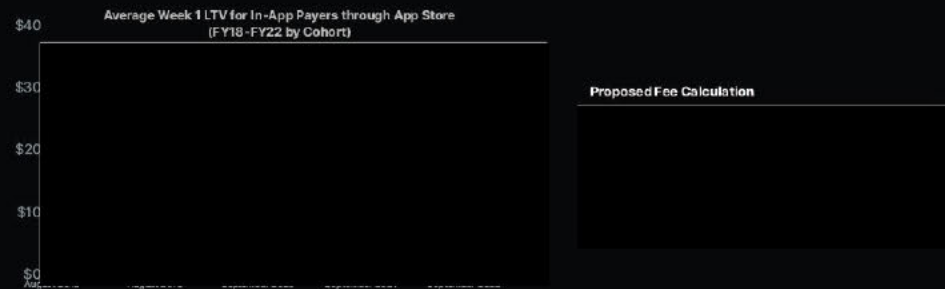 Average Week 1 LTV for In-App Payers through App Store
(FY18-FY22 by Cohort)
$40
$30
$20
$10
$0
Proposed Fee Calculation